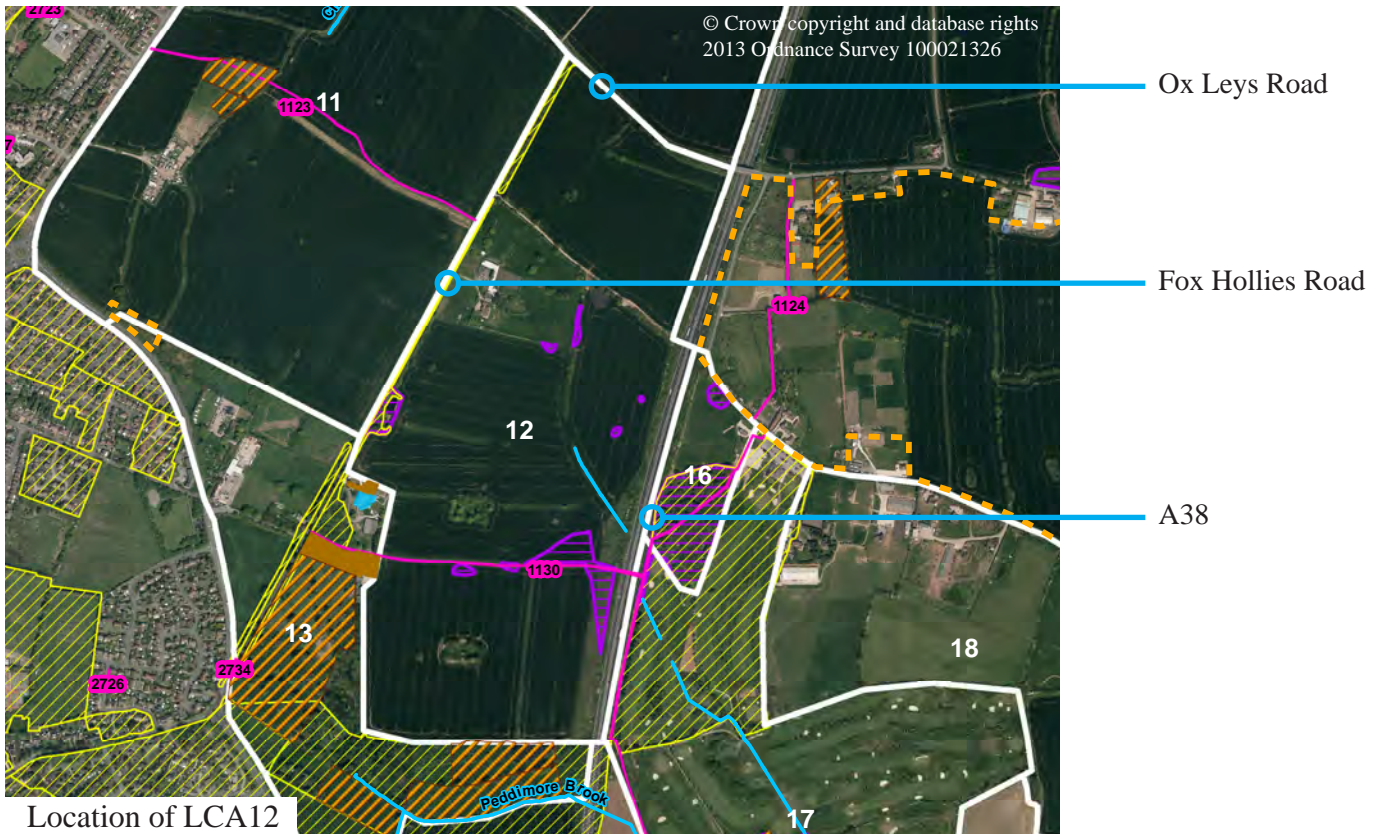 2723
© Crown copyright and database rights
2013 Ordnance Survey 100021326
Ox Leys Road
11
1123
7
Fox Hollies Road
1124
12
16
A38
1130
13
18
2734
2726
Peddimore Brook
17
Location of LCA12